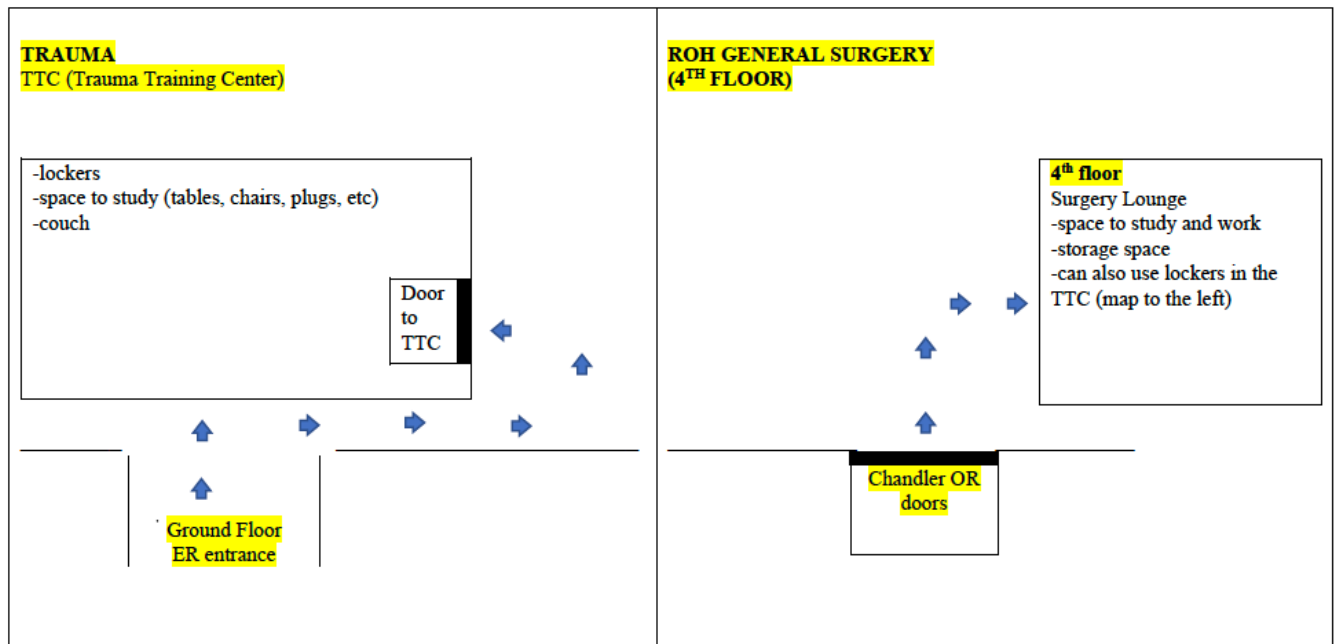 TRAUMA
TTC (Trauma Training Center)
-lockers
-space to study (tables, chairs, plugs, etc)
-couch
Door
to
TTC
Ground Floor
ER entrance
ROH GENERAL SURGERY
(4TH FLOOR)
4th floor
Surgery Lounge
-space to study and work
-storage space
-can also use lockers in the
TTC (map to the left)
Chandler OR
doors